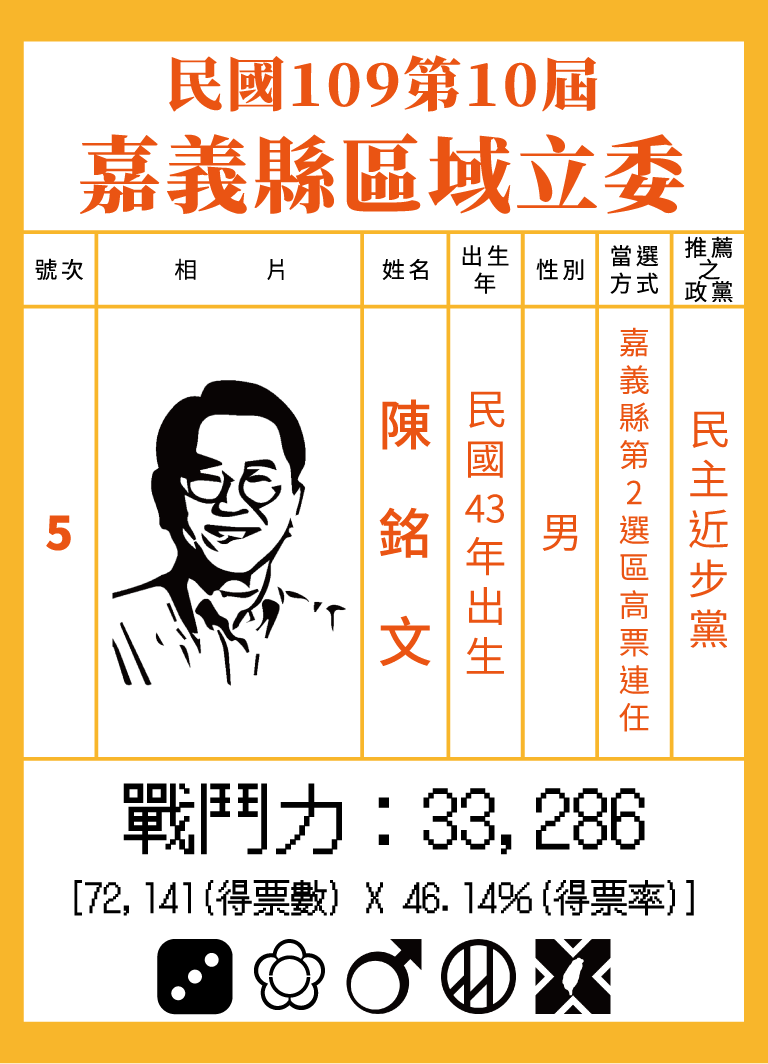 民國109第10屆
嘉義縣區域立委
號次
相 片
姓名
出生年
性別
當選方式
推薦之政黨
5
陳銘文
民國43年出生
男
嘉義縣第2選區高票連任
民主近步黨
戰鬥力：33,286
[72,141(得票數) X 46.14%(得票率)]